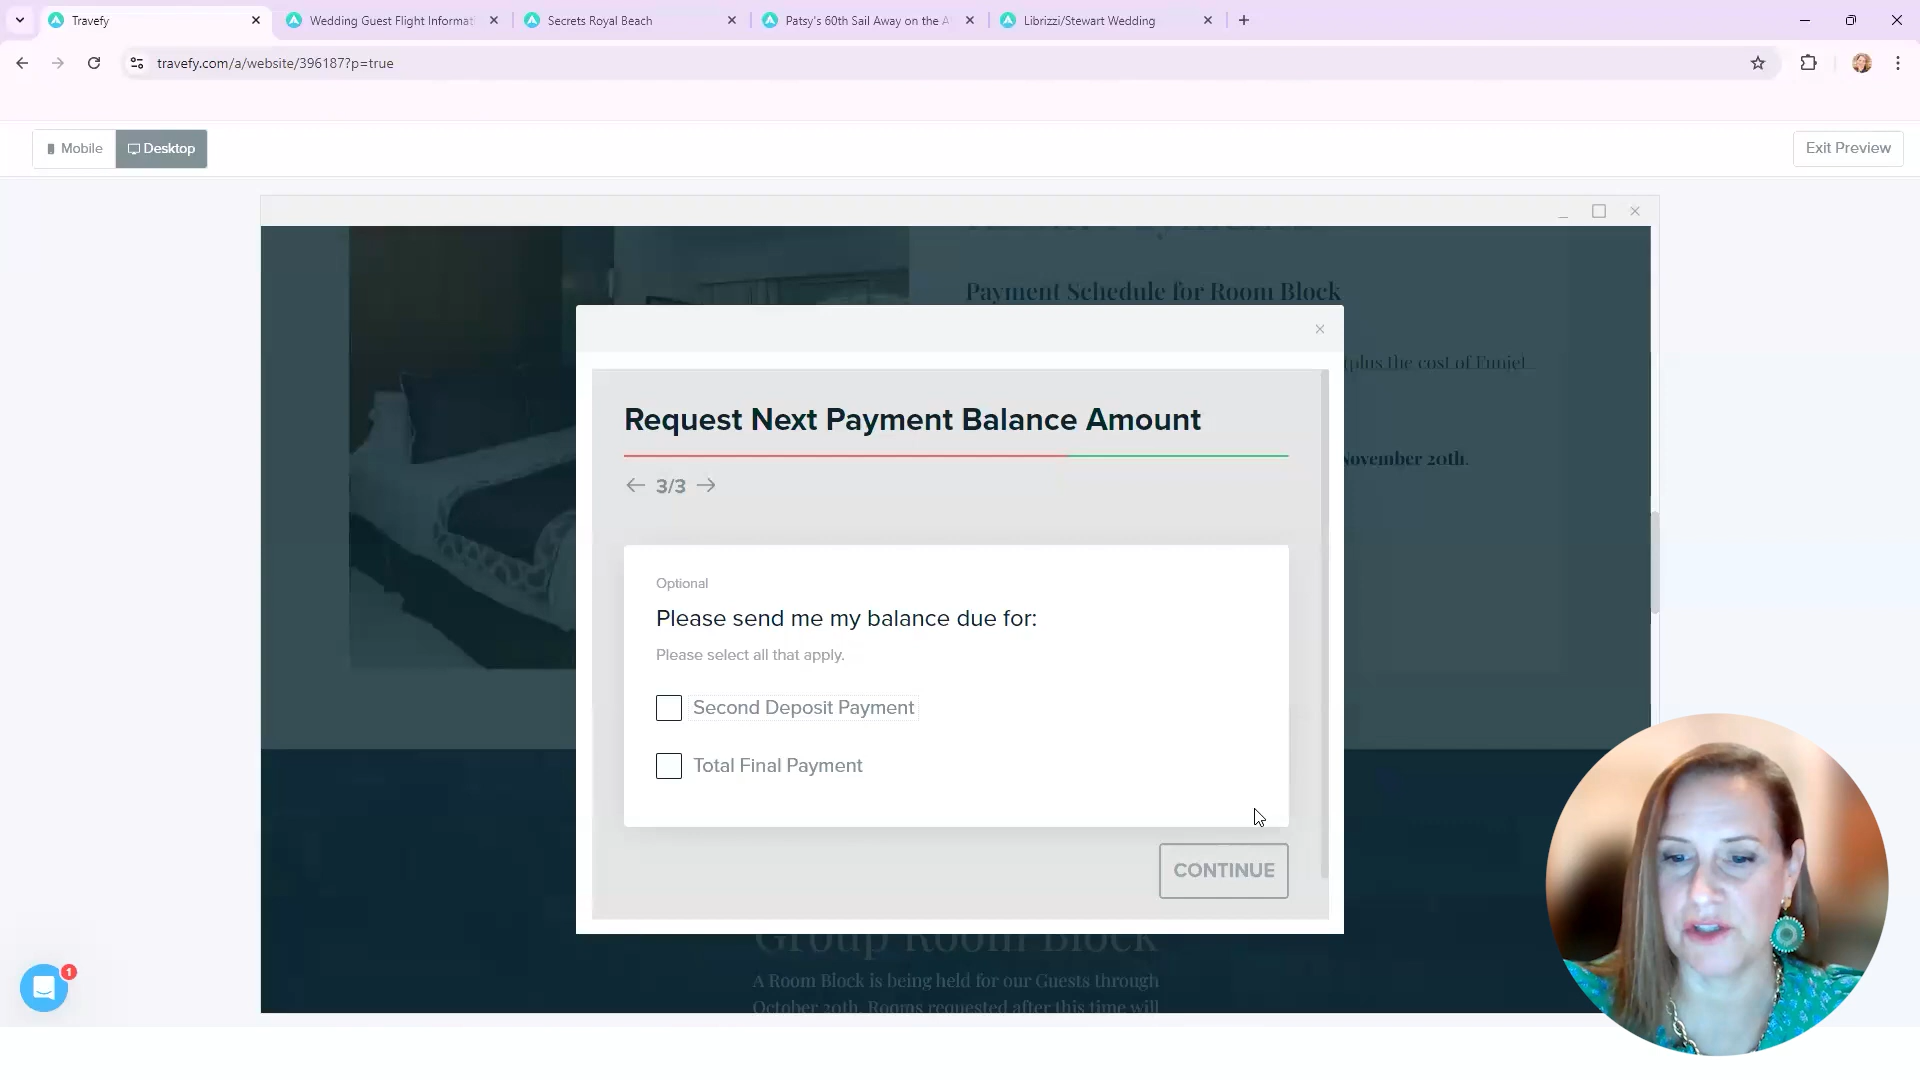 Travefy
Wedding Guest Flight Informat
Secrets Royal Beach
Patsy's 60th Sail Away on the A
Librizzi/Stewart Wedding
travefy.com/a/website/396187?p=true
Mobile
Desktop
Exit Preview
Payment Schedule for Room Block
(plus the cost of Funjet
November 20th.
Request Next Payment Balance Amount
3/3
Optional
Please send me my balance due for:
Please select all that apply.
Second Deposit Payment
Total Final Payment
CONTINUE
Group Room Block
A Room Block is being held for our Guests through
October 20th. Rooms requested after this time will
1